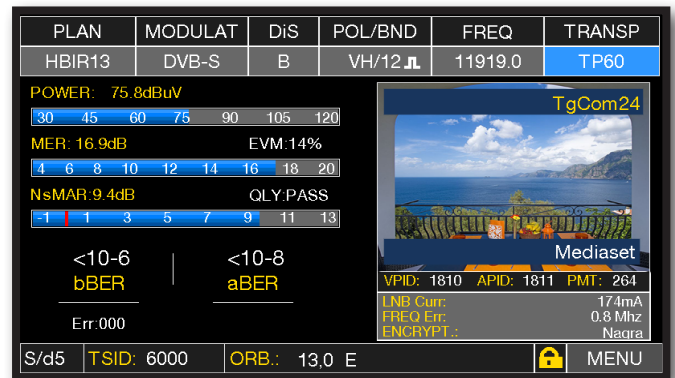 PLAN MODULAT DiS POL/BND FREQ TRANSP
HBIR13 DVB-S B VH/12 11919.0 TP60
POWER: 75.8dBuV
30 45 60 75 90 105 120
MER: 16.9dB EVM:14%
4 6 8 10 12 14 16 18 20
NsMAR:9.4dB QLY:PASS
-1 1 3 5 7 9 11 13
<10-6 <10-8
bBER aBER
Err:000
TgCom24
Mediaset
VPID: 1810 APID: 1811 PMT: 264
LNB Curr: 174mA
FREQ Err: 0.8 Mhz
ENCRYPT.: Nagra
S/d5 TSID: 6000 ORB.: 13,0 E MENU